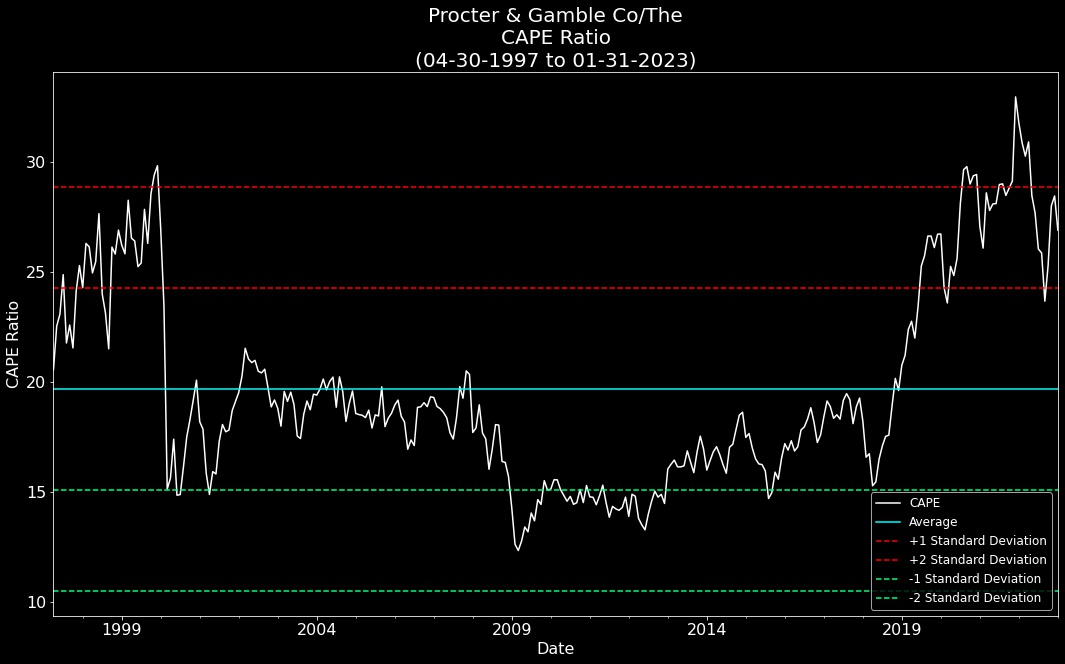 Procter & Gamble Co/The
CAPE Ratio
(04-30-1997 to 01-31-2023)
CAPE Ratio
30
25
20
15
10
CAPE
Average
+1 Standard Deviation
+2 Standard Deviation
-1 Standard Deviation
-2 Standard Deviation
1999
2004
2009
2014
2019
Date